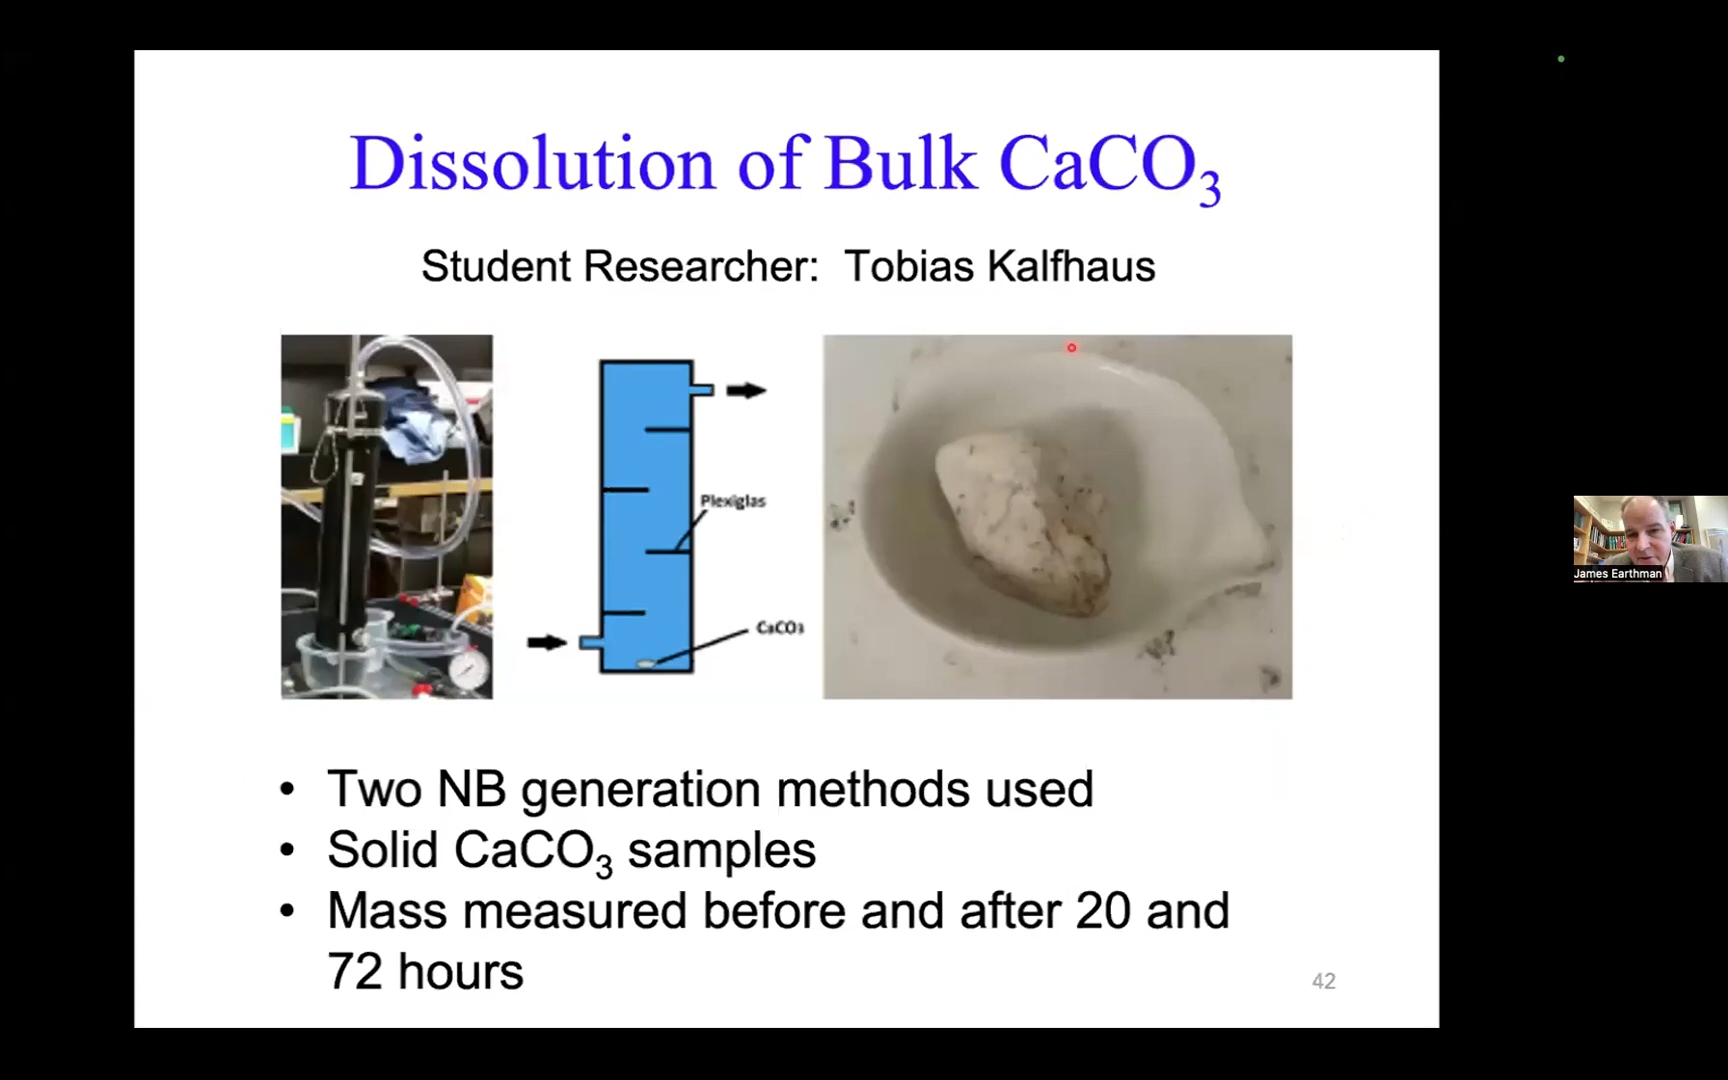 Dissolution of Bulk CaCO₃
Student Researcher: Tobias Kalfhaus
Plexiglas
CaCO₃
• Two NB generation methods used
• Solid CaCO₃ samples
• Mass measured before and after 20 and
72 hours
42
James Earthman